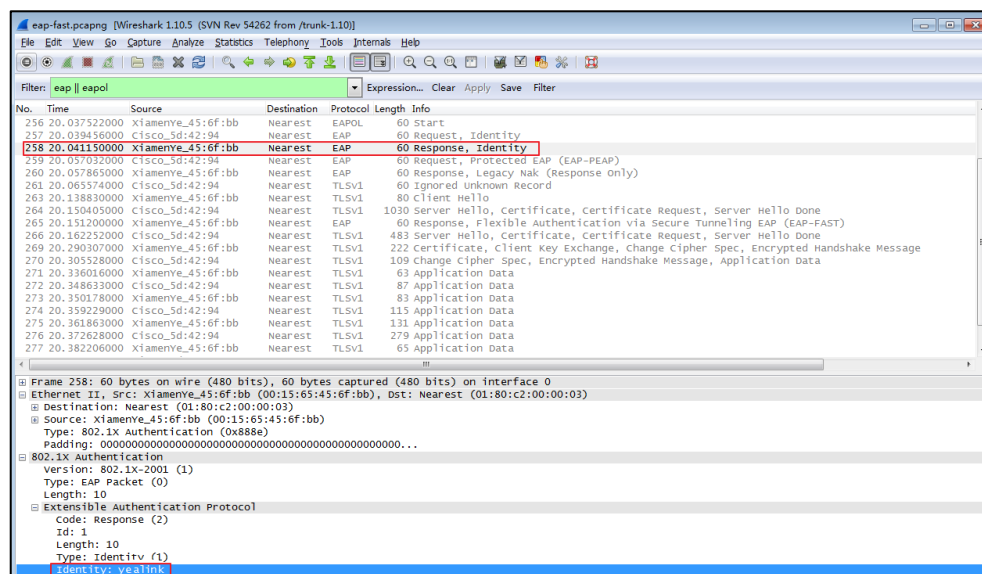 eap-fast.pcapng [Wireshark 1.10.5 (SVN Rev 54262 from /trunk-1.10)]
File Edit View Go Capture Analyze Statistics Telephony Tools Internals Help
Filter: eap || eapol Expression... Clear Apply Save Filter
No. Time Source Destination Protocol Length Info
256 20.037522000 XiamenYe_45:6f:bb Nearest EAPOL 60 Start
257 20.039456000 Cisco_5d:42:94 Nearest EAP 60 Request, Identity
258 20.041150000 XiamenYe_45:6f:bb Nearest EAP 60 Response, Identity
259 20.057032000 Cisco_5d:42:94 Nearest EAP 60 Request, Protected EAP (EAP-PEAP)
260 20.057865000 XiamenYe_45:6f:bb Nearest EAP 60 Response, Legacy Nak (Response Only)
261 20.065574000 Cisco_5d:42:94 Nearest TLSv1 60 Ignored Unknown Record
263 20.138830000 XiamenYe_45:6f:bb Nearest TLSv1 80 Client Hello
264 20.150405000 Cisco_5d:42:94 Nearest TLSv1 1030 Server Hello, Certificate, Certificate Request, Server Hello Done
265 20.151200000 XiamenYe_45:6f:bb Nearest EAP 60 Response, Flexible Authentication via Secure Tunneling EAP (EAP-FAST)
266 20.162252000 Cisco_5d:42:94 Nearest TLSv1 483 Server Hello, Certificate, Certificate Request, Server Hello Done
269 20.290307000 XiamenYe_45:6f:bb Nearest TLSv1 222 Certificate, Client Key Exchange, Change Cipher Spec, Encrypted Handshake Message
270 20.305528000 Cisco_5d:42:94 Nearest TLSv1 109 Change Cipher Spec, Encrypted Handshake Message, Application Data
271 20.336016000 XiamenYe_45:6f:bb Nearest TLSv1 63 Application Data
272 20.348633000 Cisco_5d:42:94 Nearest TLSv1 87 Application Data
273 20.350178000 XiamenYe_45:6f:bb Nearest TLSv1 83 Application Data
274 20.359229000 Cisco_5d:42:94 Nearest TLSv1 115 Application Data
275 20.361863000 XiamenYe_45:6f:bb Nearest TLSv1 131 Application Data
276 20.372628000 Cisco_5d:42:94 Nearest TLSv1 279 Application Data
277 20.382206000 XiamenYe_45:6f:bb Nearest TLSv1 65 Application Data
Frame 258: 60 bytes on wire (480 bits), 60 bytes captured (480 bits) on interface 0
Ethernet II, Src: XiamenYe_45:6f:bb (00:15:65:45:6f:bb), Dst: Nearest (01:80:c2:00:00:03)
Destination: Nearest (01:80:c2:00:00:03)
Source: XiamenYe_45:6f:bb (00:15:65:45:6f:bb)
Type: 802.1X Authentication (0x888e)
Padding: 00000000000000000000000000000000000000000000000000...
802.1X Authentication
Version: 802.1X-2001 (1)
Type: EAP Packet (0)
Length: 10
Extensible Authentication Protocol
Code: Response (2)
Id: 1
Length: 10
Type: Identity (1)
Identity: yealink